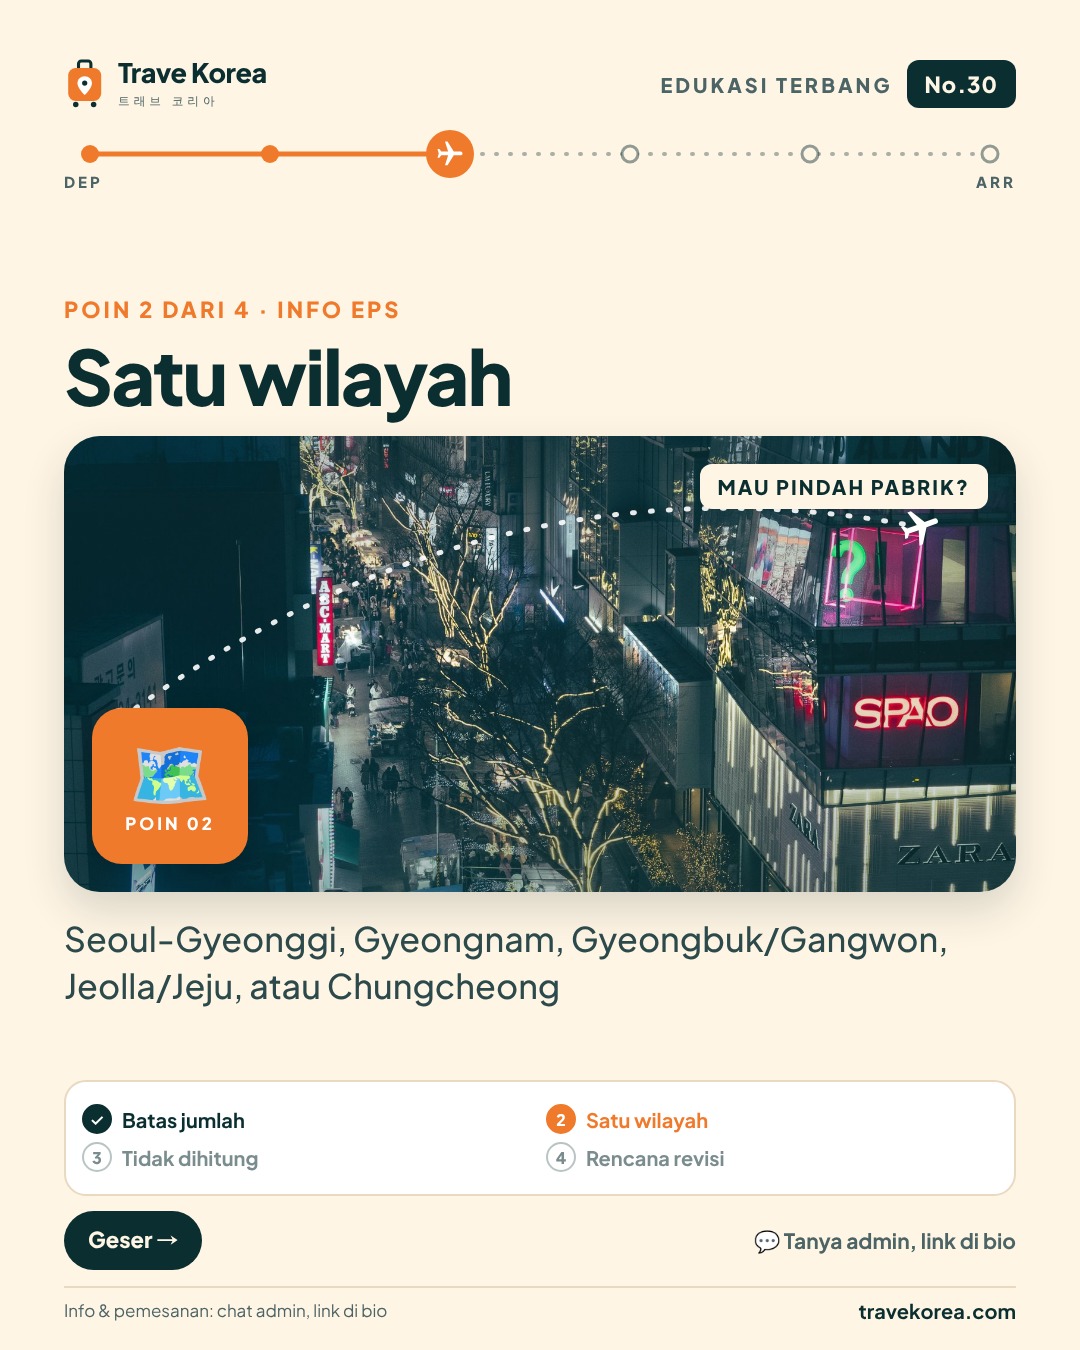 Trave Korea
트래브 코리아
EDUKASI TERBANG
No.30
DEP
ARR
POIN 2 DARI 4 · INFO EPS
Satu wilayah
MAU PINDAH PABRIK?
?
ABC-MART
SPAO
ZARA
ZARA
POIN 02
Seoul-Gyeonggi, Gyeongnam, Gyeongbuk/Gangwon,
Jeolla/Jeju, atau Chungcheong
Batas jumlah
2 Satu wilayah
3 Tidak dihitung
4 Rencana revisi
Geser →
💬 Tanya admin, link di bio
Info & pemesanan: chat admin, link di bio
travekorea.com